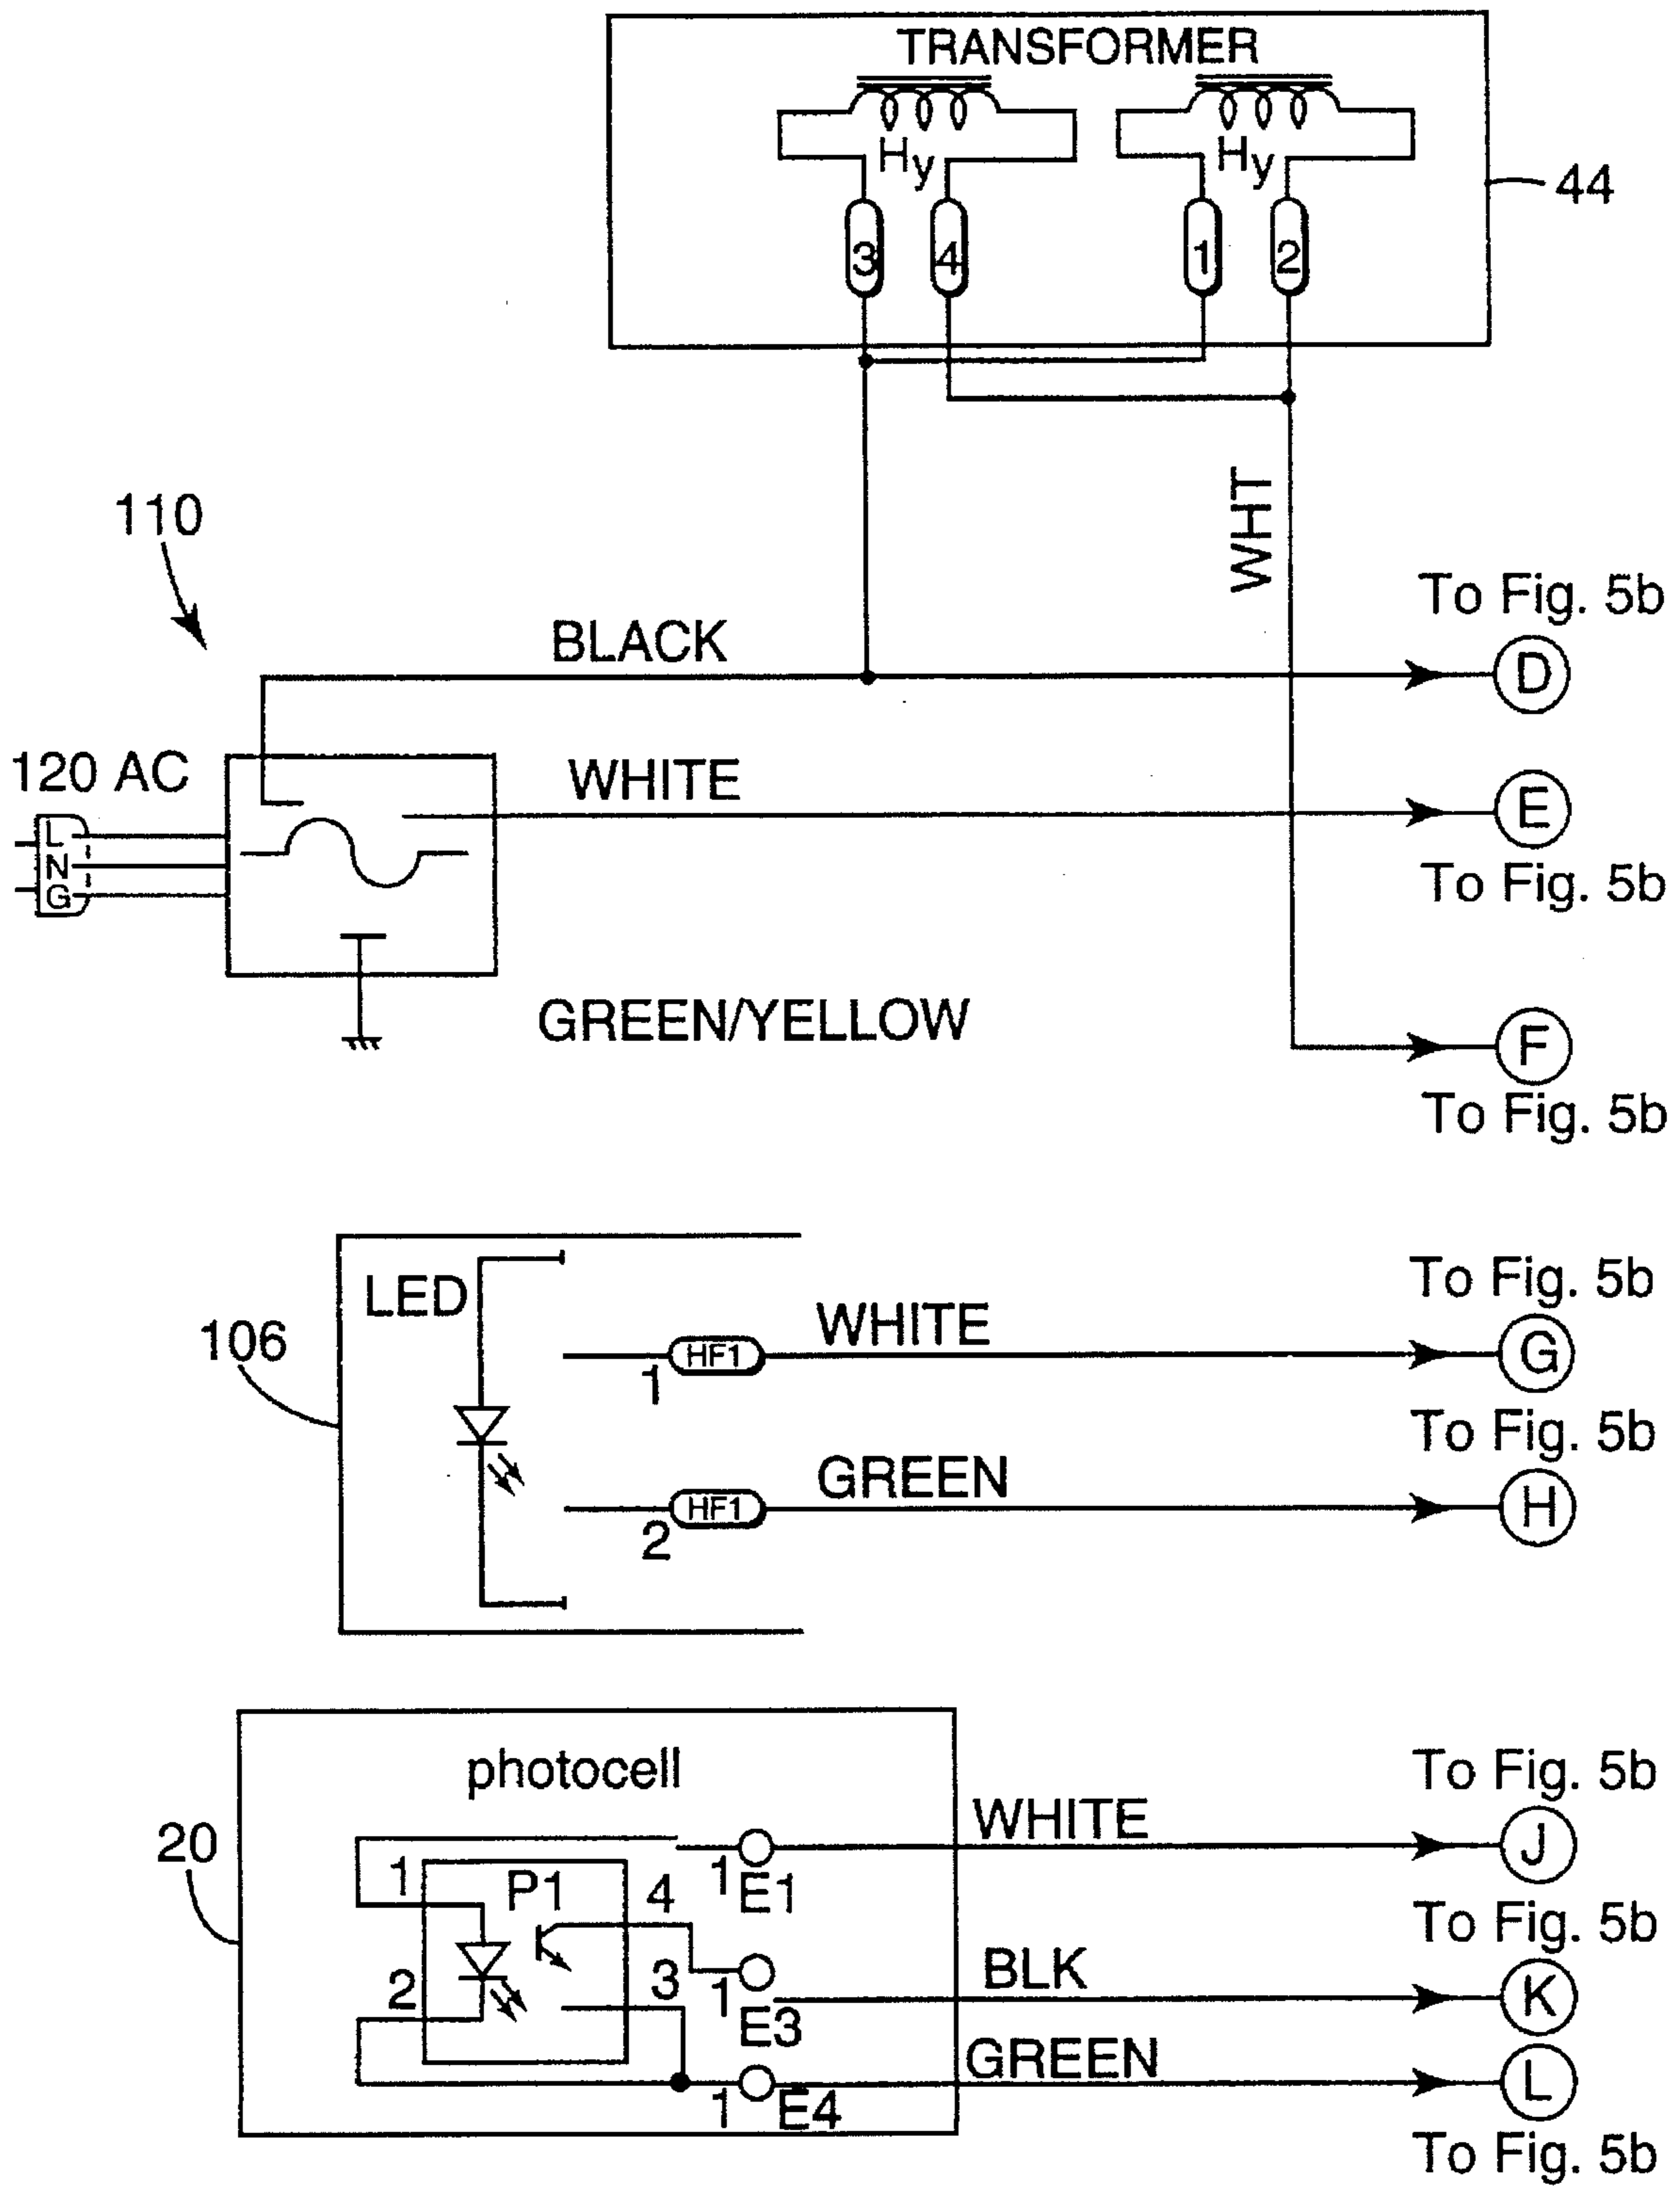 TRANSFORMER
Hy
Hy
44
3
4
1
2
WHT
110
To Fig. 5b
BLACK
D
120 AC
WHITE
E
L
N
G
To Fig. 5b
GREEN/YELLOW
F
To Fig. 5b
LED
To Fig. 5b
106
WHITE
HF1
G
1
To Fig. 5b
GREEN
HF1
H
2
photocell
To Fig. 5b
20
WHITE
J
1
P1
4
1
E1
To Fig. 5b
BLK
2
3
1
E3
K
GREEN
1
E4
L
To Fig. 5b